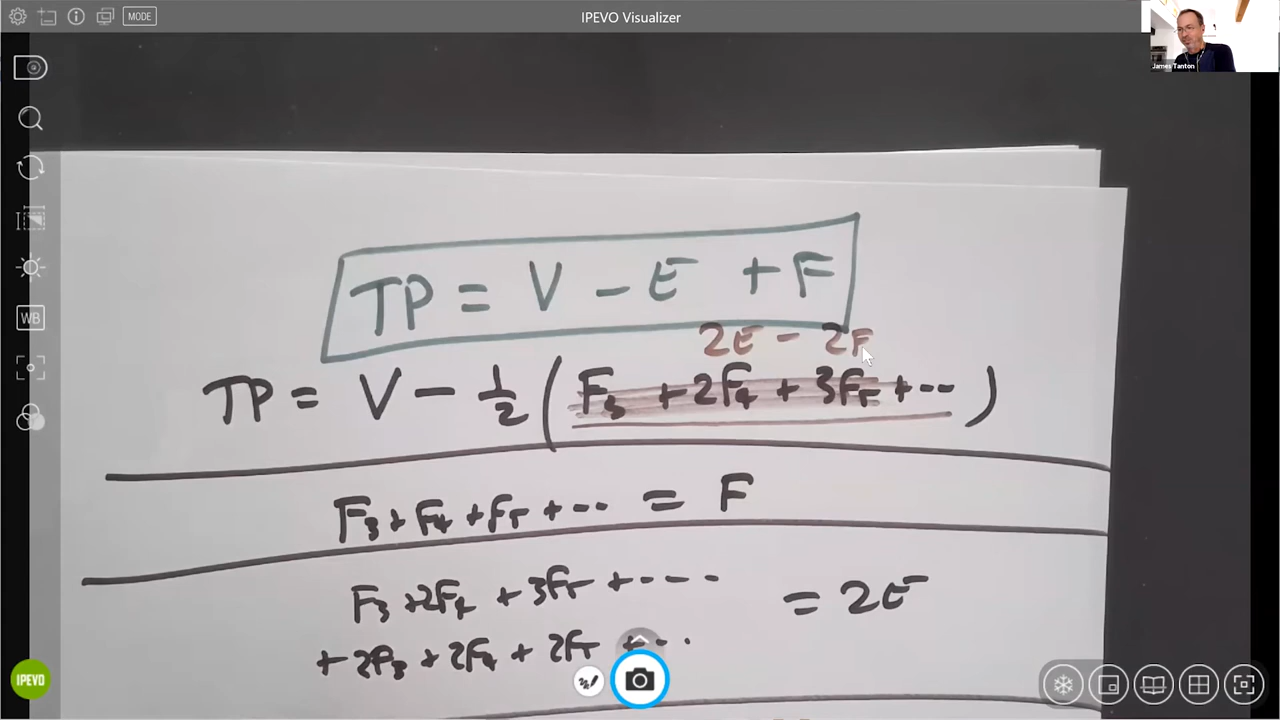 MODE
IPEVO Visualizer
James Tanton
WB
TP = V - E + F
2E - 2F
TP = V - 1/2 ( F₃ + 2F₄ + 3F₅ + ... )
F₃ + F₄ + F₅ + ... = F
F₃ + 2F₄ + 3F₅ + .... = 2E
+ 2F₃ + 2F₄ + 2F₅ + ...
IPEVO